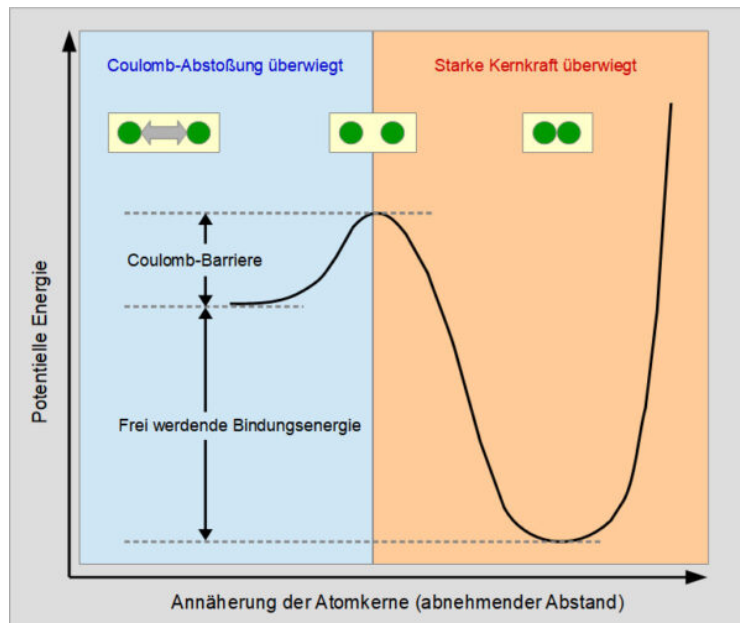 Coulomb-Abstoßung überwiegt
Starke Kernkraft überwiegt
Coulomb-Barriere
Frei werdende Bindungsenergie
Potentielle Energie
Annäherung der Atomkerne (abnehmender Abstand)